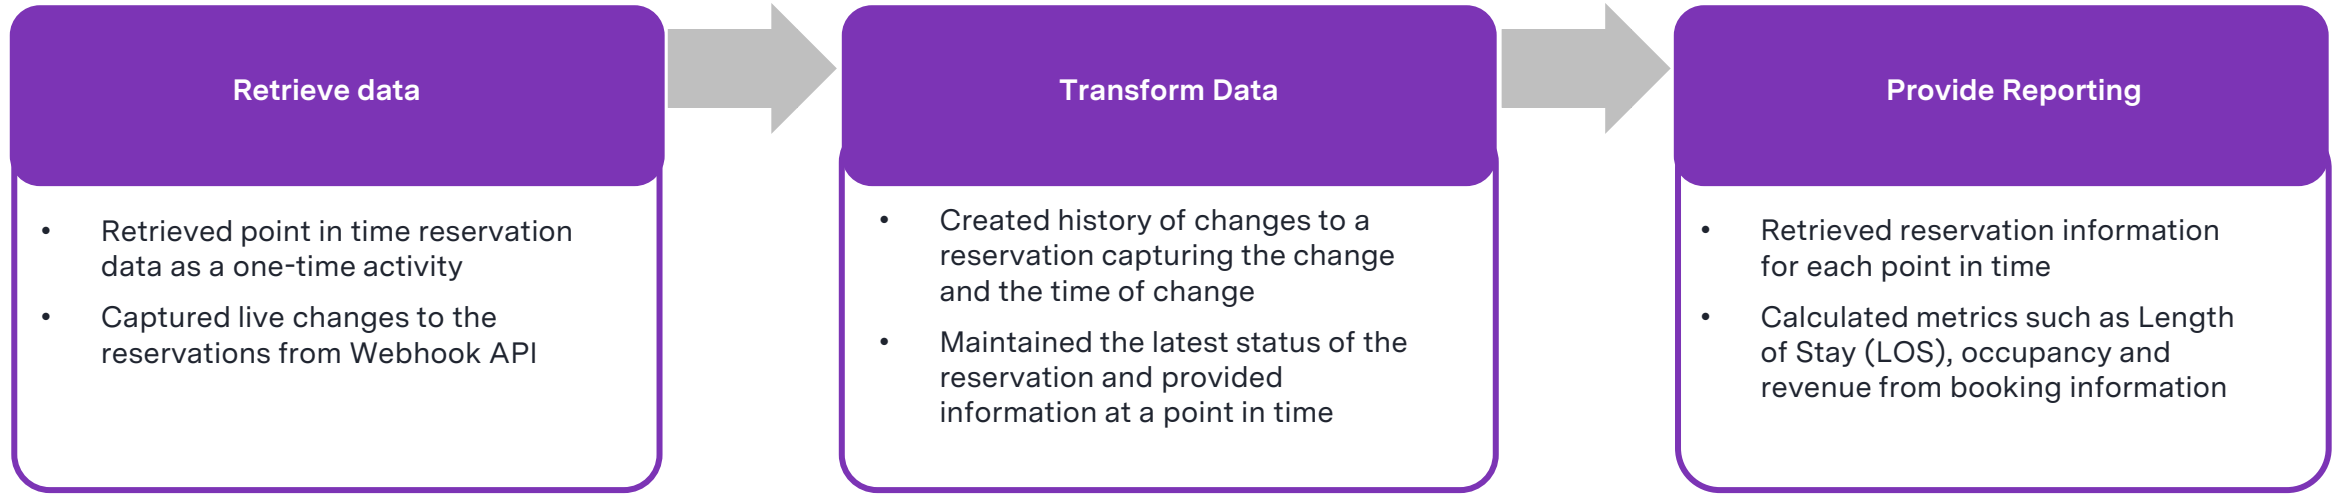 Retrieve data
• Retrieved point in time reservation
data as a one-time activity
• Captured live changes to the
reservations from Webhook API
Transform Data
• Created history of changes to a
reservation capturing the change
and the time of change
• Maintained the latest status of the
reservation and provided
information at a point in time
Provide Reporting
• Retrieved reservation information
for each point in time
• Calculated metrics such as Length
of Stay (LOS), occupancy and
revenue from booking information